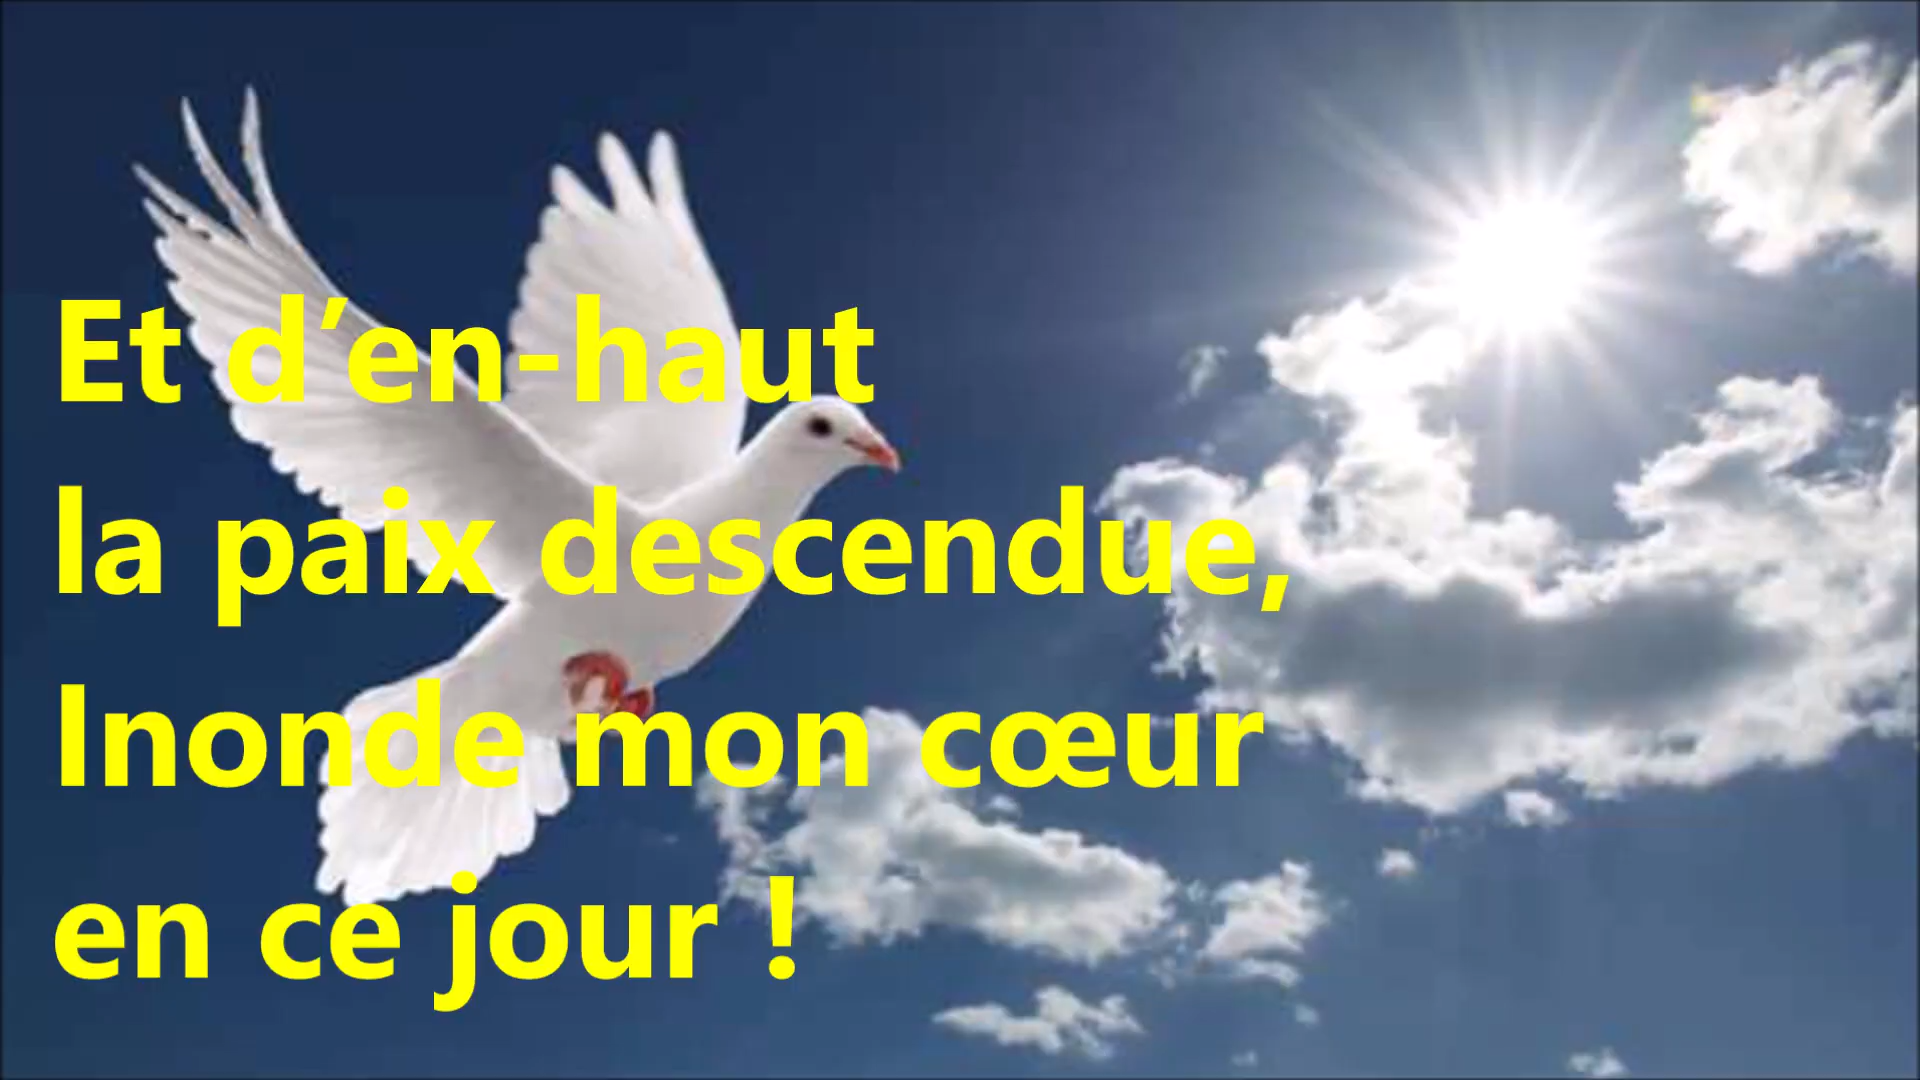 Et d’en-haut
la paix descendue,
Inonde mon cœur
en ce jour !